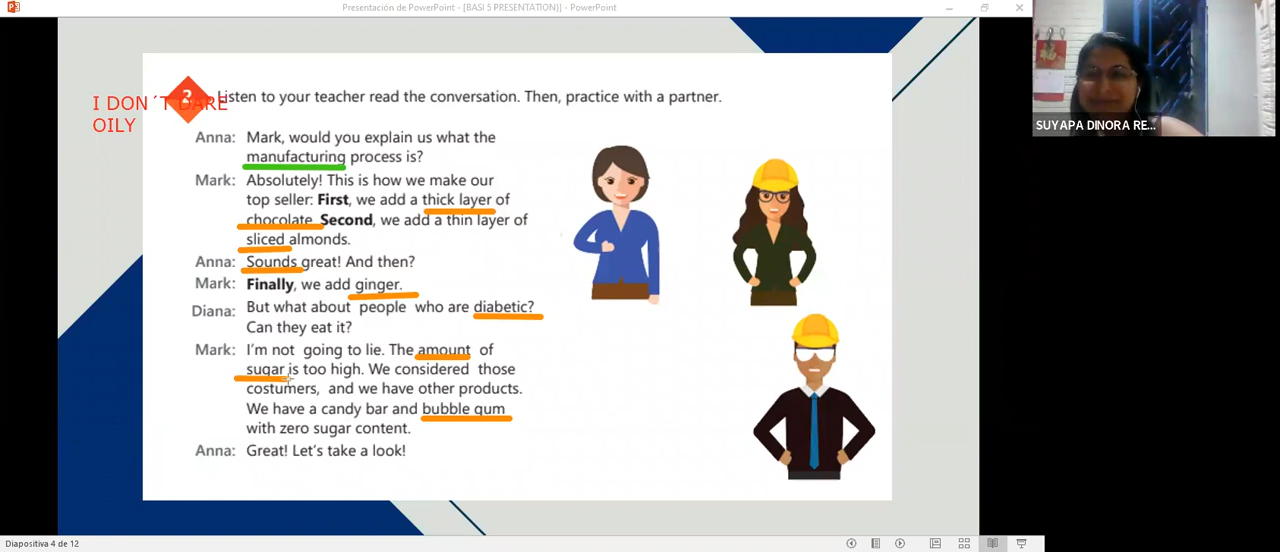 Presentación de PowerPoint - [BASI 5 PRESENTATION)] - PowerPoint
SUYAPA DINORA RE...
I DON´T DARE
OILY
2
Listen to your teacher read the conversation. Then, practice with a partner.
Anna: Mark, would you explain us what the
manufacturing process is?
Mark: Absolutely! This is how we make our
top seller: First, we add a thick layer of
chocolate. Second, we add a thin layer of
sliced almonds.
Anna: Sounds great! And then?
Mark: Finally, we add ginger.
Diana: But what about people who are diabetic?
Can they eat it?
Mark: I'm not going to lie. The amount of
sugar is too high. We considered those
costumers, and we have other products.
We have a candy bar and bubble gum
with zero sugar content.
Anna: Great! Let's take a look!
Diapositiva 4 de 12